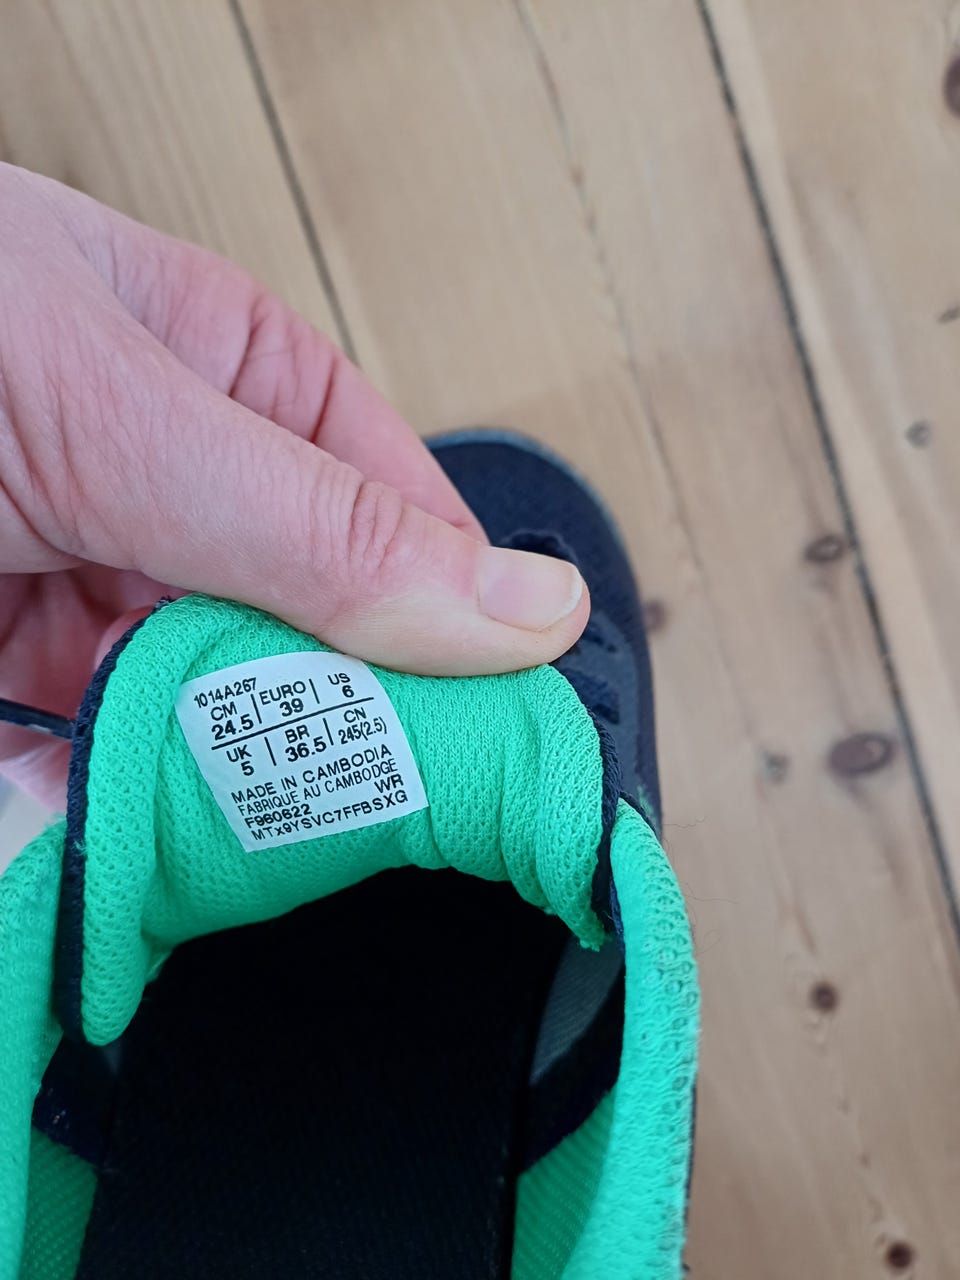 1014A267
CM 24.5 | EURO 39 | US 6
UK 5 | BR 36.5 | CN 245(2.5)
MADE IN CAMBODIA
FABRIQUE AU CAMBODGE
F960622 WR
MTx9YSVC7FFBSXG